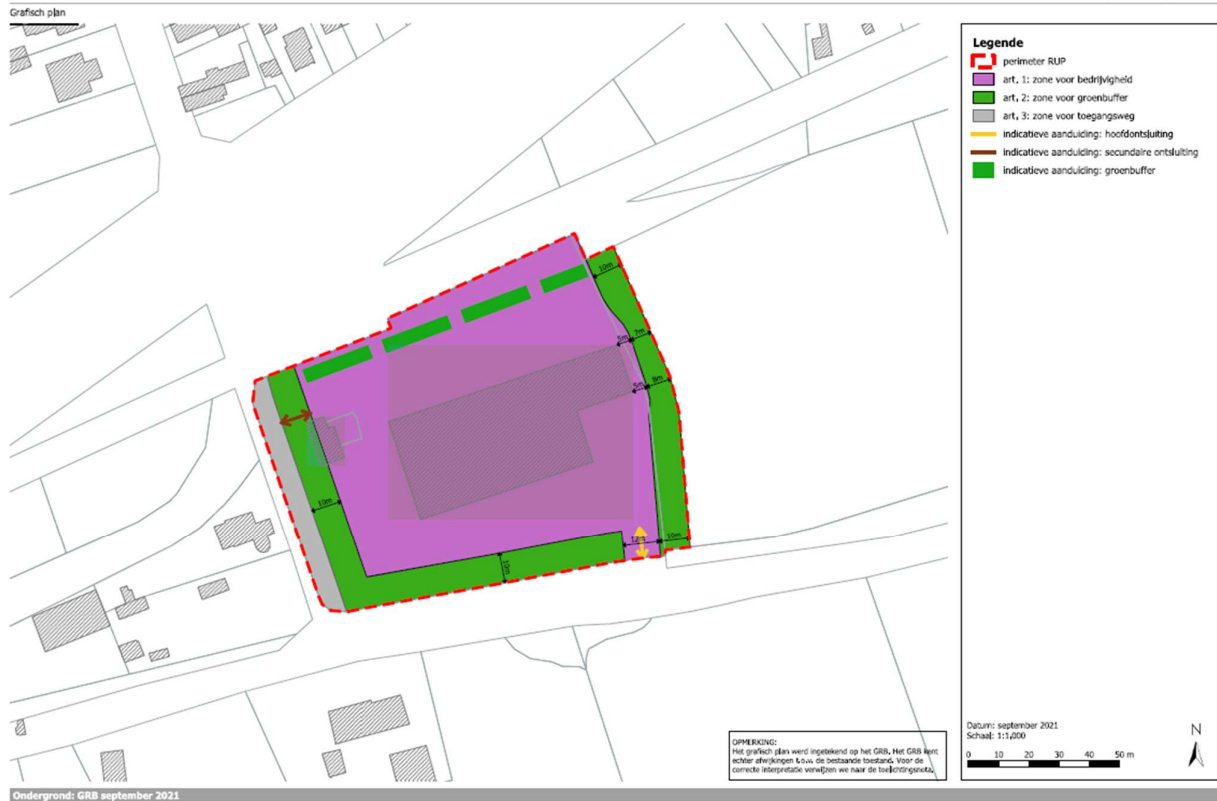 Grafisch plan
Legende
perimeter RUP
art. 1: zone voor bedrijvigheid
art. 2: zone voor groenbuffer
art. 3: zone voor toegangsweg
indicatieve aanduiding: hoofdontsluiting
indicatieve aanduiding: secundaire ontsluiting
indicatieve aanduiding: groenbuffer
10m
5m
7m
5m
8m
10m
12m
10m
10m
OPMERKING:
Het grafisch plan werd ingetekend op het GRB. Het GRB kent
echter afwijkingen t.o.v. de bestaande toestand. Voor de
correcte interpretatie verwijzen we naar de toelichtingsnota.
Datum: september 2021
Schaal: 1:1,000
N
0 10 20 30 40 50 m
Ondergrond: GRB september 2021